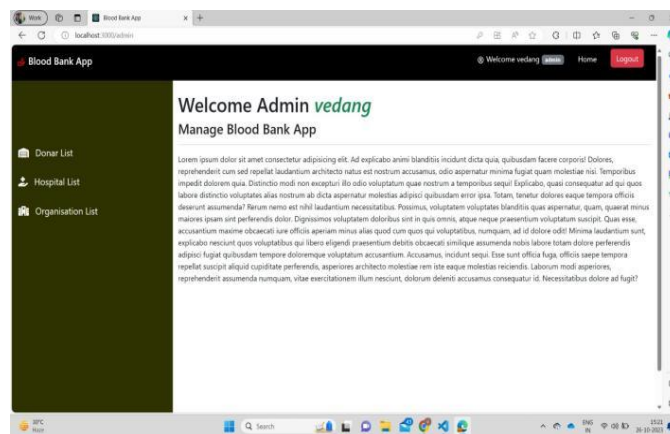 Work
Blood Bank App
localhost:3000/admin
Blood Bank App
Welcome vedang admin Home Logout
Welcome Admin vedang
Manage Blood Bank App
Donar List
Hospital List
Organisation List
Lorem ipsum dolor sit amet consectetur adipisicing elit. Ad explicabo animi blanditiis incidunt dicta quia, quibusdam facere corporis! Dolores,
reprehenderit cum sed repellat laudantium architecto natus est nostrum accusamus, odio aspernatur minima fugiat quam molestiae nisi. Temporibus
impedit dolorem quia. Distinctio modi non excepturi illo odio voluptatum quae nostrum a temporibus sequi! Explicabo, quasi consequatur ad qui quos
labore distinctio voluptates alias nostrum ab dicta aspernatur molestias adipisci quibusdam error ipsa. Totam, tenetur dolores eaque tempora officiis
deserunt assumenda? Rerum nemo est nihil laudantium necessitatibus. Possimus, voluptatem voluptates blanditiis quas aspernatur, quam, quaerat minus
maiores ipsam sint perferendis dolor. Dignissimos voluptatem doloribus sint in quis omnis, atque neque praesentium voluptatum suscipit. Quas esse,
accusantium maxime obcaecati iure officiis aperiam minus alias quod cum quos qui voluptatibus, numquam, ad id dolore odit! Minima laudantium sunt,
explicabo nesciunt quos voluptatibus qui libero eligendi praesentium debitis obcaecati similique assumenda nobis labore totam dolore perferendis
adipisci fugiat quibusdam tempore doloremque voluptatum accusantium. Accusamus, incidunt sequi. Esse sunt officia fuga, officiis saepe tempora
repellat suscipit aliquid cupiditate perferendis, asperiores architecto molestiae rem iste eaque molestias reiciendis. Laborum modi asperiores,
reprehenderit assumenda numquam, vitae exercitationem illum nesciunt, dolorum deleniti accusamus consequatur id. Necessitatibus dolore ad fugit?
30°C
Haze
Search
ENG
IN
15:21
26-10-2023